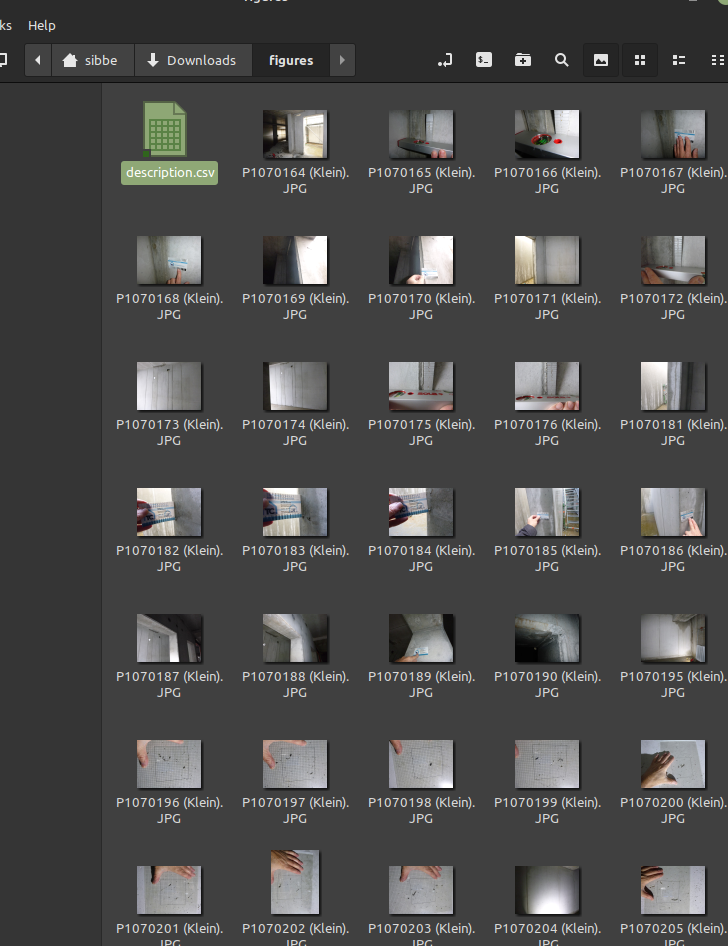 ks Help
sibbe Downloads figures
description.csv
P1070164 (Klein).
JPG
P1070165 (Klein).
JPG
P1070166 (Klein).
JPG
P1070167 (Klein).
JPG
P1070168 (Klein).
JPG
P1070169 (Klein).
JPG
P1070170 (Klein).
JPG
P1070171 (Klein).
JPG
P1070172 (Klein).
JPG
P1070173 (Klein).
JPG
P1070174 (Klein).
JPG
P1070175 (Klein).
JPG
P1070176 (Klein).
JPG
P1070181 (Klein).
JPG
P1070182 (Klein).
JPG
P1070183 (Klein).
JPG
P1070184 (Klein).
JPG
P1070185 (Klein).
JPG
P1070186 (Klein).
JPG
P1070187 (Klein).
JPG
P1070188 (Klein).
JPG
P1070189 (Klein).
JPG
P1070190 (Klein).
JPG
P1070195 (Klein).
JPG
P1070196 (Klein).
JPG
P1070197 (Klein).
JPG
P1070198 (Klein).
JPG
P1070199 (Klein).
JPG
P1070200 (Klein).
JPG
P1070201 (Klein).
JPG
P1070202 (Klein).
JPG
P1070203 (Klein).
JPG
P1070204 (Klein).
JPG
P1070205 (Klein).
JPG